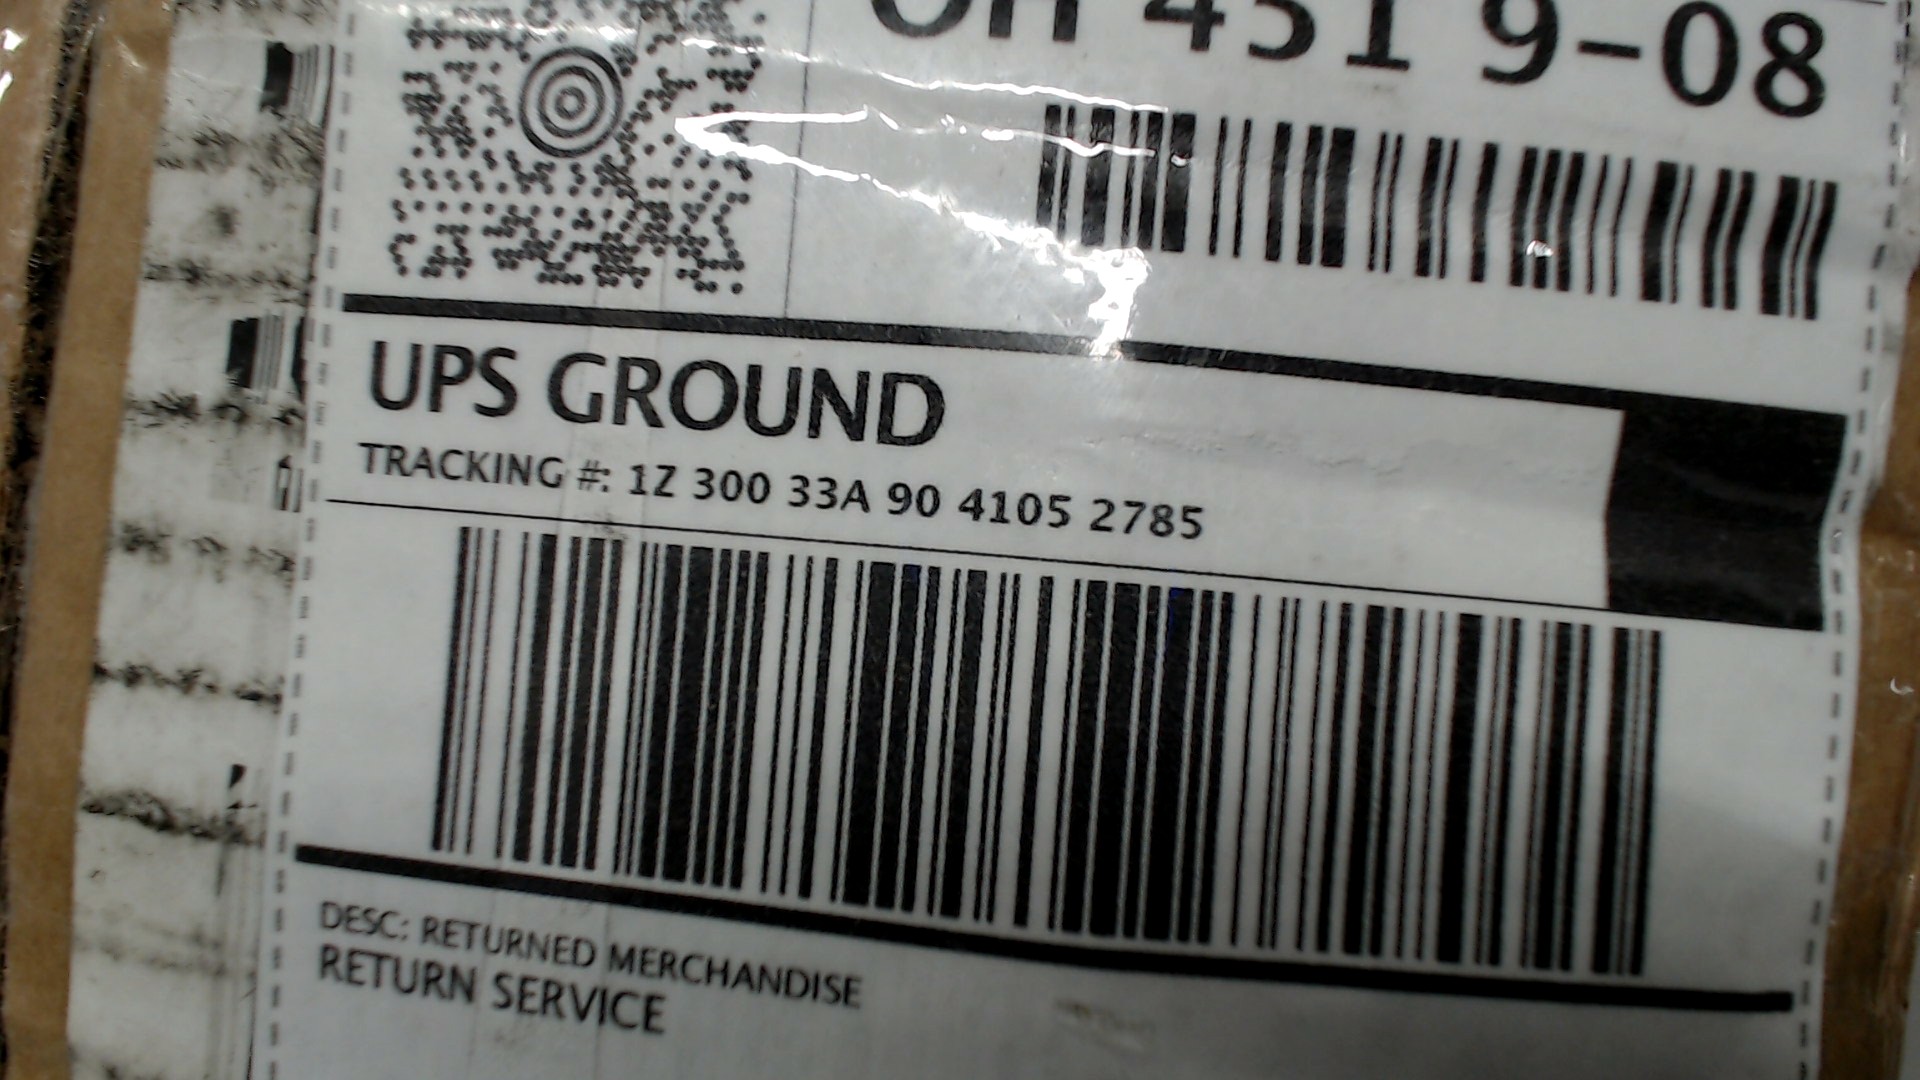 OH 451 9-08
UPS GROUND
TRACKING #: 1Z 300 33A 90 4105 2785
DESC: RETURNED MERCHANDISE
RETURN SERVICE